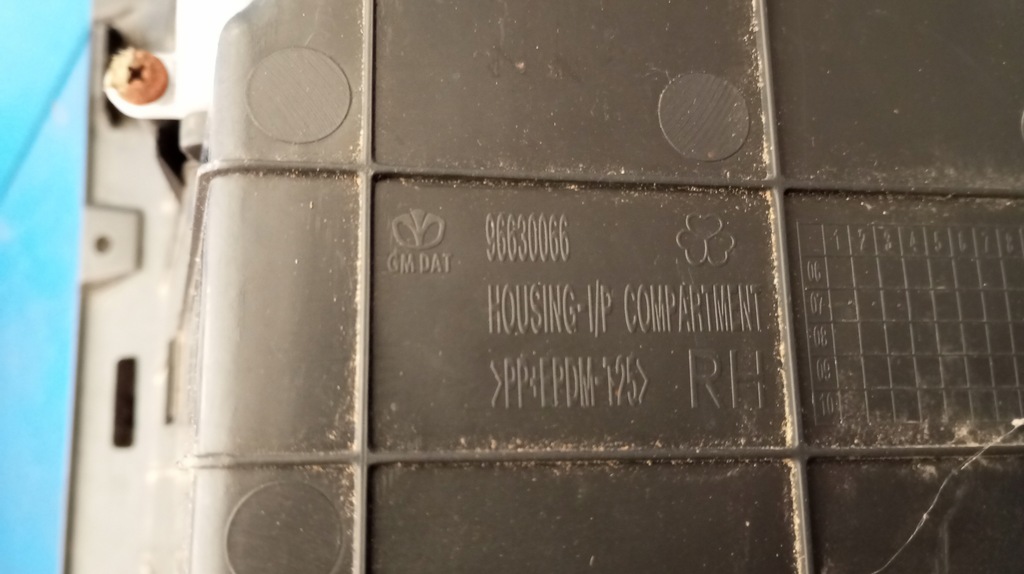 96630066
GM DAT
HOUSING-I/P COMPARTMENT
>PP+EPDM-T25<
RH
1 2 3 4 5 6 7 8
06
07
08
09
10